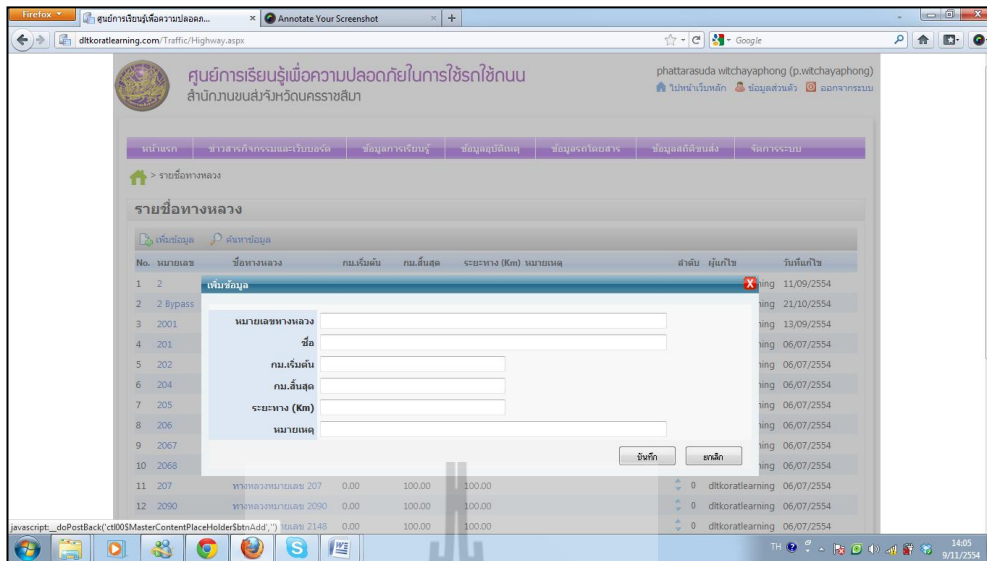 Firefox
ศูนย์การเรียนรู้เพื่อความปลอดภ...
Annotate Your Screenshot
dltkoratlearning.com/Traffic/Highway.aspx
Google
ศูนย์การเรียนรู้เพื่อความปลอดภัยในการใช้รถใช้ถนน
สำนักงานขนส่งจังหวัดนครราชสีมา
phattarasuda witchayaphong (p.witchayaphong)
ไปหน้าเว็บหลัก ข้อมูลส่วนตัว ออกจากระบบ
หน้าแรก ข่าวสารกิจกรรมและเว็บบอร์ด ข้อมูลการเรียนรู้ ข้อมูลอุบัติเหตุ ข้อมูลรถโดยสาร ข้อมูลสถิติขนส่ง จัดการระบบ
> รายชื่อทางหลวง
รายชื่อทางหลวง
เพิ่มข้อมูล ค้นหาข้อมูล
No. หมายเลข ชื่อทางหลวง กม.เริ่มต้น กม.สิ้นสุด ระยะทาง (Km) หมายเหตุ ลำดับ ผู้แก้ไข วันที่แก้ไข
1 2 ning 11/09/2554
2 2 Bypass ning 21/10/2554
3 2001 ning 13/09/2554
4 201 ning 06/07/2554
5 202 ning 06/07/2554
6 204 ning 06/07/2554
7 205 ning 06/07/2554
8 206 ning 06/07/2554
9 2067 ning 06/07/2554
10 2068 ning 06/07/2554
เพิ่มข้อมูล X
หมายเลขทางหลวง
ชื่อ
กม.เริ่มต้น
กม.สิ้นสุด
ระยะทาง (Km)
หมายเหตุ
บันทึก ยกเลิก
11 207 ทางหลวงหมายเลข 207 0.00 100.00 100.00 0 dltkoratlearning 06/07/2554
12 2090 ทางหลวงหมายเลข 2090 0.00 100.00 100.00 0 dltkoratlearning 06/07/2554
javascript:__doPostBack('ctl00$MasterContentPlaceHolder$btnAdd','') ายเลข 2148 0.00 100.00 100.00 0 dltkoratlearning 06/07/2554
TH 14:05
9/11/2554